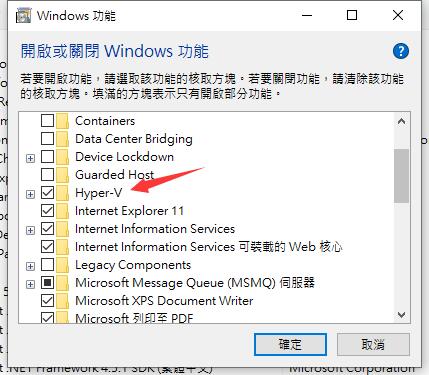 Windows 功能
開啟或關閉 Windows 功能
若要開啟功能，請選取該功能的核取方塊。若要關閉功能，請清除該功能
的核取方塊。填滿的方塊表示只有開啟部分功能。
Containers
Data Center Bridging
Device Lockdown
Guarded Host
Hyper-V
Internet Explorer 11
Internet Information Services
Internet Information Services 可裝載的 Web 核心
Legacy Components
Microsoft Message Queue (MSMQ) 伺服器
Microsoft XPS Document Writer
Microsoft 列印至 PDF
確定
取消
.NET Framework 4.5.1 SDK (繁體中文)
Microsoft Corporation